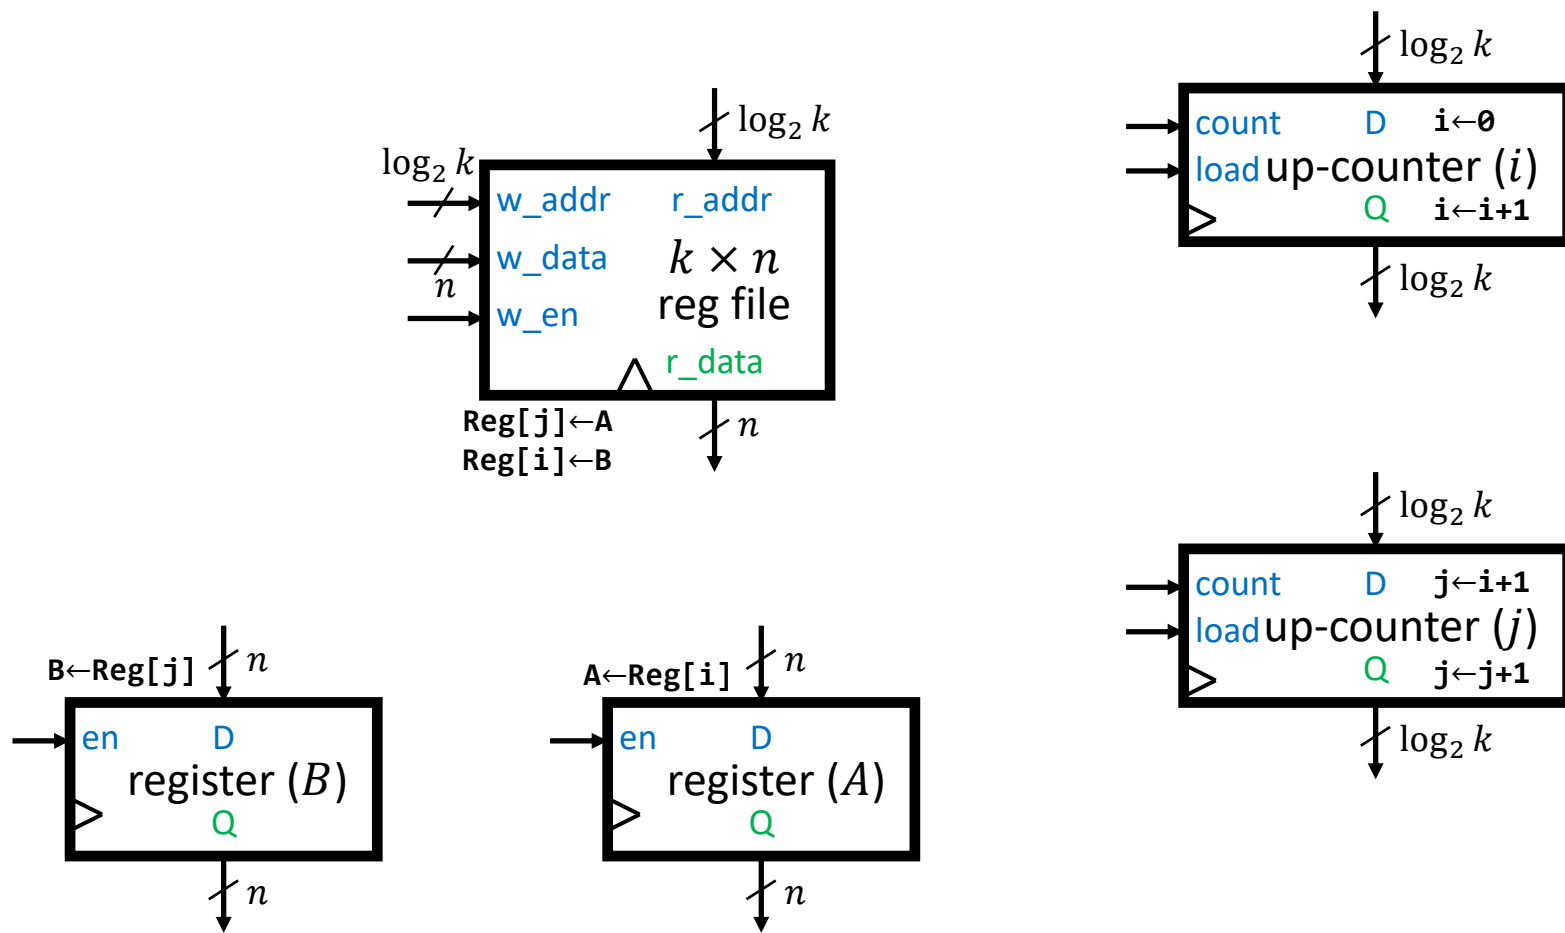 log₂ k
count D i←0
load up-counter (i)
Q i←i+1
log₂ k
log₂ k
log₂ k
w_addr r_addr
w_data k × n
n
reg file
w_en
r_data
Reg[j]←A
n
Reg[i]←B
log₂ k
count D j←i+1
load up-counter (j)
Q j←j+1
log₂ k
B←Reg[j] n
en D
register (B)
Q
n
A←Reg[i] n
en D
register (A)
Q
n